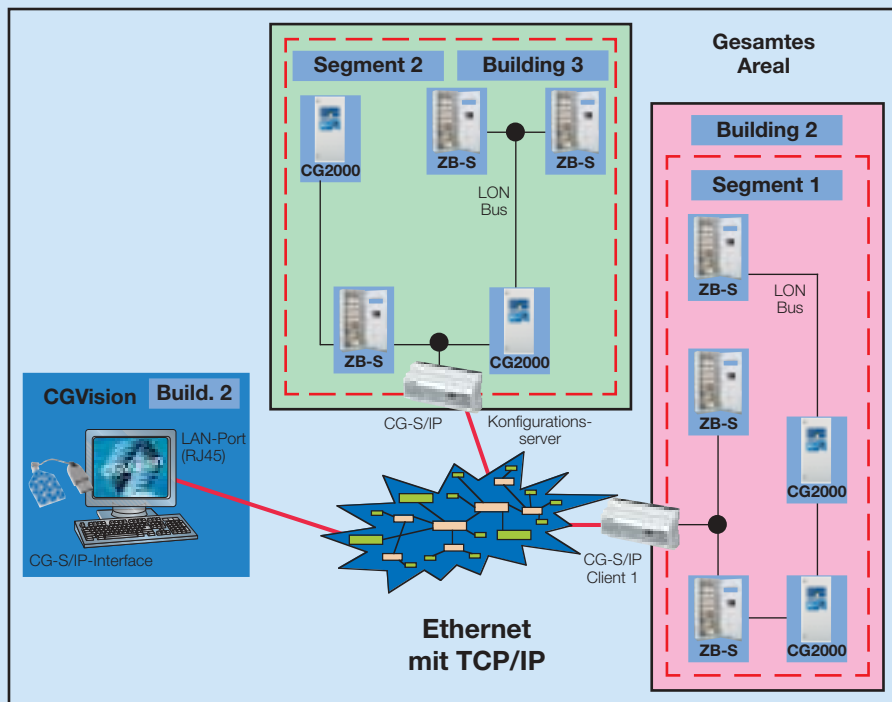 Gesamtes
Areal
Segment 2
Building 3
CG2000
ZB-S
ZB-S
LON
Bus
ZB-S
CG2000
CG-S/IP
Konfigurations-
server
Building 2
Segment 1
ZB-S
LON
Bus
ZB-S
CG2000
ZB-S
CG2000
CG-S/IP
Client 1
CGVision
Build. 2
LAN-Port
(RJ45)
CG-S/IP-Interface
Ethernet
mit TCP/IP